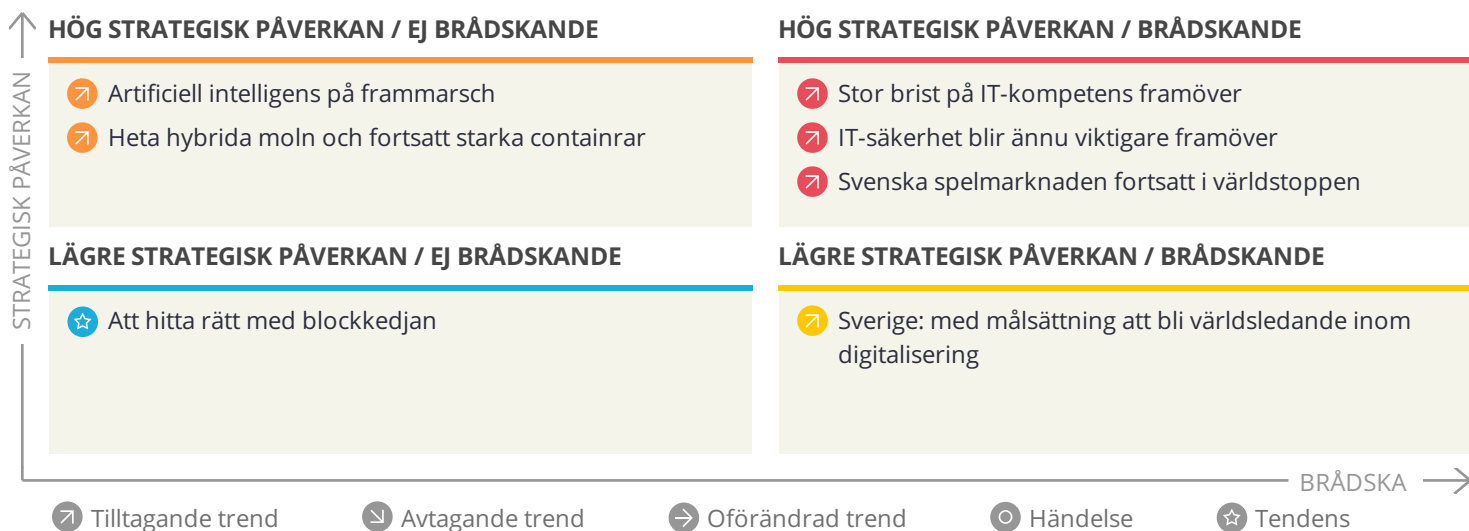 HÖG STRATEGISK PÅVERKAN / EJ BRÅDSKANDE
Artificiell intelligens på frammarsch
Heta hybrida moln och fortsatt starka containrar
HÖG STRATEGISK PÅVERKAN / BRÅDSKANDE
Stor brist på IT-kompetens framöver
IT-säkerhet blir ännu viktigare framöver
Svenska spelmarknaden fortsatt i världstoppen
STRATEGISK PÅVERKAN
LÄGRE STRATEGISK PÅVERKAN / EJ BRÅDSKANDE
Att hitta rätt med blockkedjan
LÄGRE STRATEGISK PÅVERKAN / BRÅDSKANDE
Sverige: med målsättning att bli världsledande inom
digitalisering
BRÅDSKA
Tilltagande trend
Avtagande trend
Oförändrad trend
Händelse
Tendens